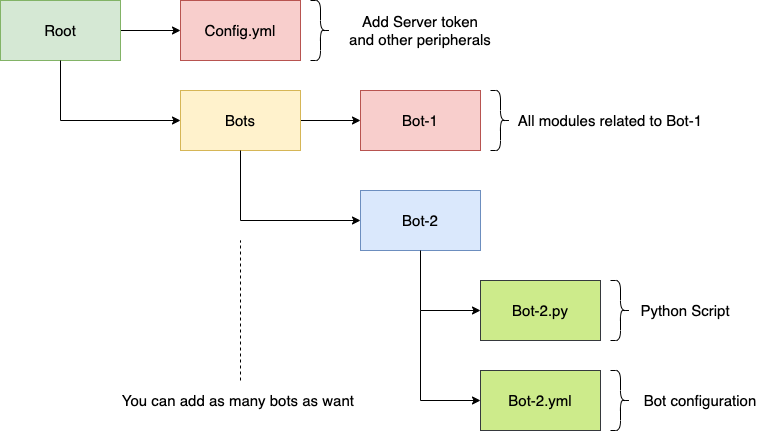 Root
Config.yml
Add Server token
and other peripherals
Bots
Bot-1
All modules related to Bot-1
Bot-2
Bot-2.py
Python Script
You can add as many bots as want
Bot-2.yml
Bot configuration